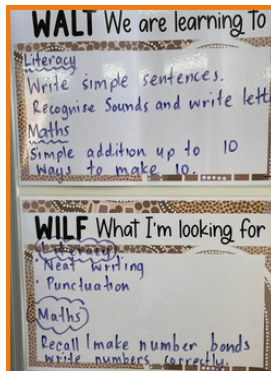 WALT We are learning to
Literacy
Write simple sentences.
Recognise Sounds and write lett
Maths
Simple addition up to 10
Ways to make 10.
WILF What I'm looking for
Literacy
· Neat writing
· Punctuation
Maths
Recall/make number bonds
write numbers correctly.